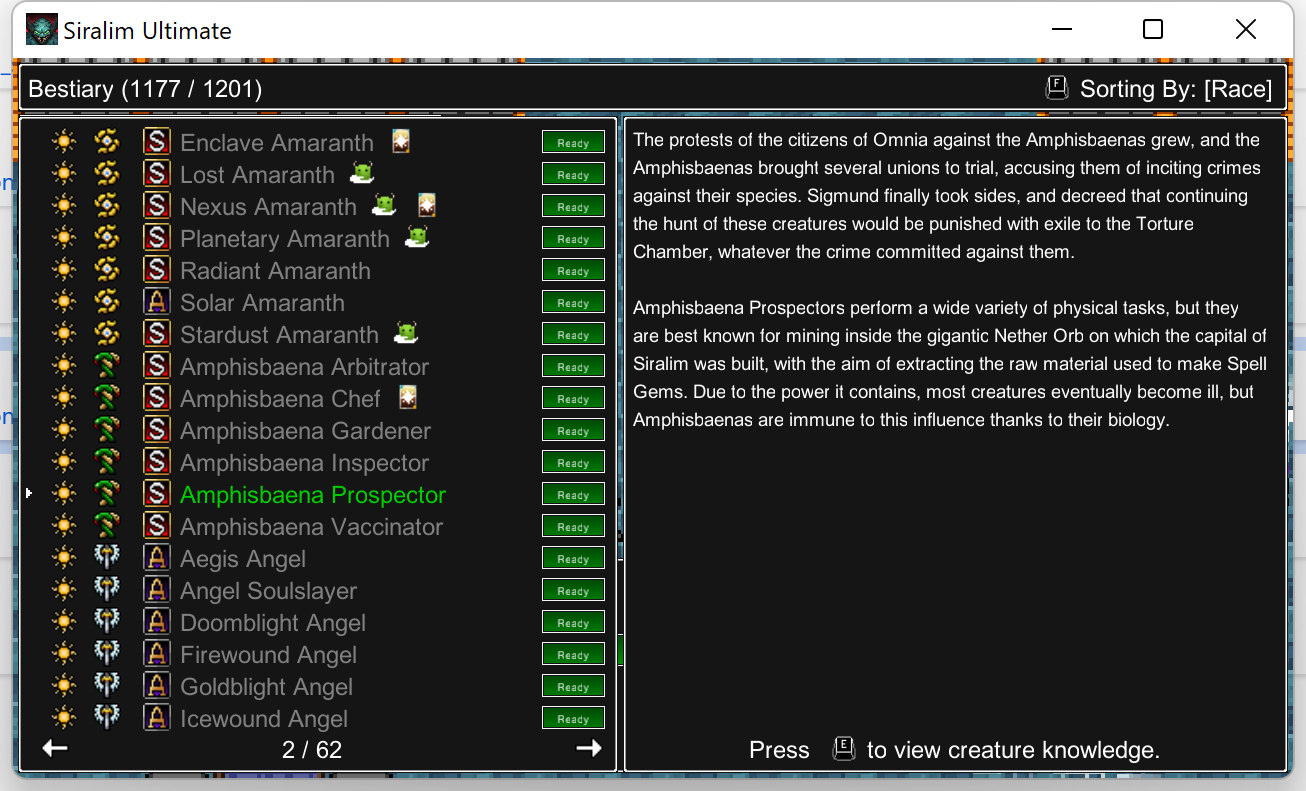 Siralim Ultimate
Bestiary (1177 / 1201)
F Sorting By: [Race]
S Enclave Amaranth Ready
S Lost Amaranth Ready
S Nexus Amaranth Ready
S Planetary Amaranth Ready
S Radiant Amaranth Ready
A Solar Amaranth Ready
S Stardust Amaranth Ready
S Amphisbaena Arbitrator Ready
S Amphisbaena Chef Ready
S Amphisbaena Gardener Ready
S Amphisbaena Inspector Ready
S Amphisbaena Prospector Ready
S Amphisbaena Vaccinator Ready
A Aegis Angel Ready
A Angel Soulslayer Ready
A Doomblight Angel Ready
A Firewound Angel Ready
A Goldblight Angel Ready
A Icewound Angel Ready
2 / 62
The protests of the citizens of Omnia against the Amphisbaenas grew, and the
Amphisbaenas brought several unions to trial, accusing them of inciting crimes
against their species. Sigmund finally took sides, and decreed that continuing
the hunt of these creatures would be punished with exile to the Torture
Chamber, whatever the crime committed against them.
Amphisbaena Prospectors perform a wide variety of physical tasks, but they
are best known for mining inside the gigantic Nether Orb on which the capital of
Siralim was built, with the aim of extracting the raw material used to make Spell
Gems. Due to the power it contains, most creatures eventually become ill, but
Amphisbaenas are immune to this influence thanks to their biology.
Press E to view creature knowledge.